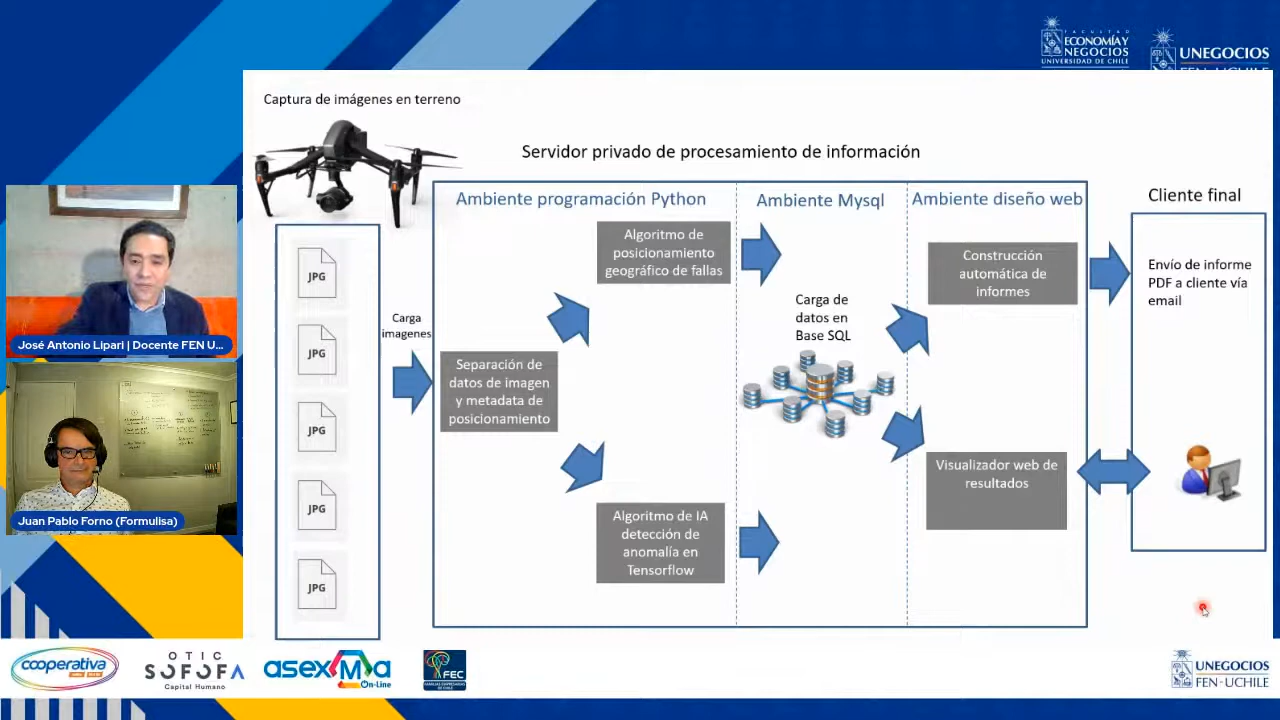 FACULTAD
ECONOMÍA Y
NEGOCIOS
UNIVERSIDAD DE CHILE
UNEGOCIOS
FEN-UCHILE
Captura de imágenes en terreno
Servidor privado de procesamiento de información
Ambiente programación Python
Ambiente Mysql
Ambiente diseño web
Cliente final
Algoritmo de
posicionamiento
geográfico de fallas
Construcción
automática de
informes
Envío de informe
PDF a cliente vía
email
JPG
JPG
JPG
JPG
JPG
Carga
imagenes
Carga de
datos en
Base SQL
Separación de
datos de imagen
y metadata de
posicionamiento
Visualizador web de
resultados
Algoritmo de IA
detección de
anomalía en
Tensorflow
José Antonio Lipari | Docente FEN U...
Juan Pablo Forno (Formulisa)
cooperativa
OTIC
SOFOFA
Capital Humano
asexma
On-Line
FEC
FAMILIAS EMPRESARIAS
DE CHILE
UNEGOCIOS
FEN-UCHILE